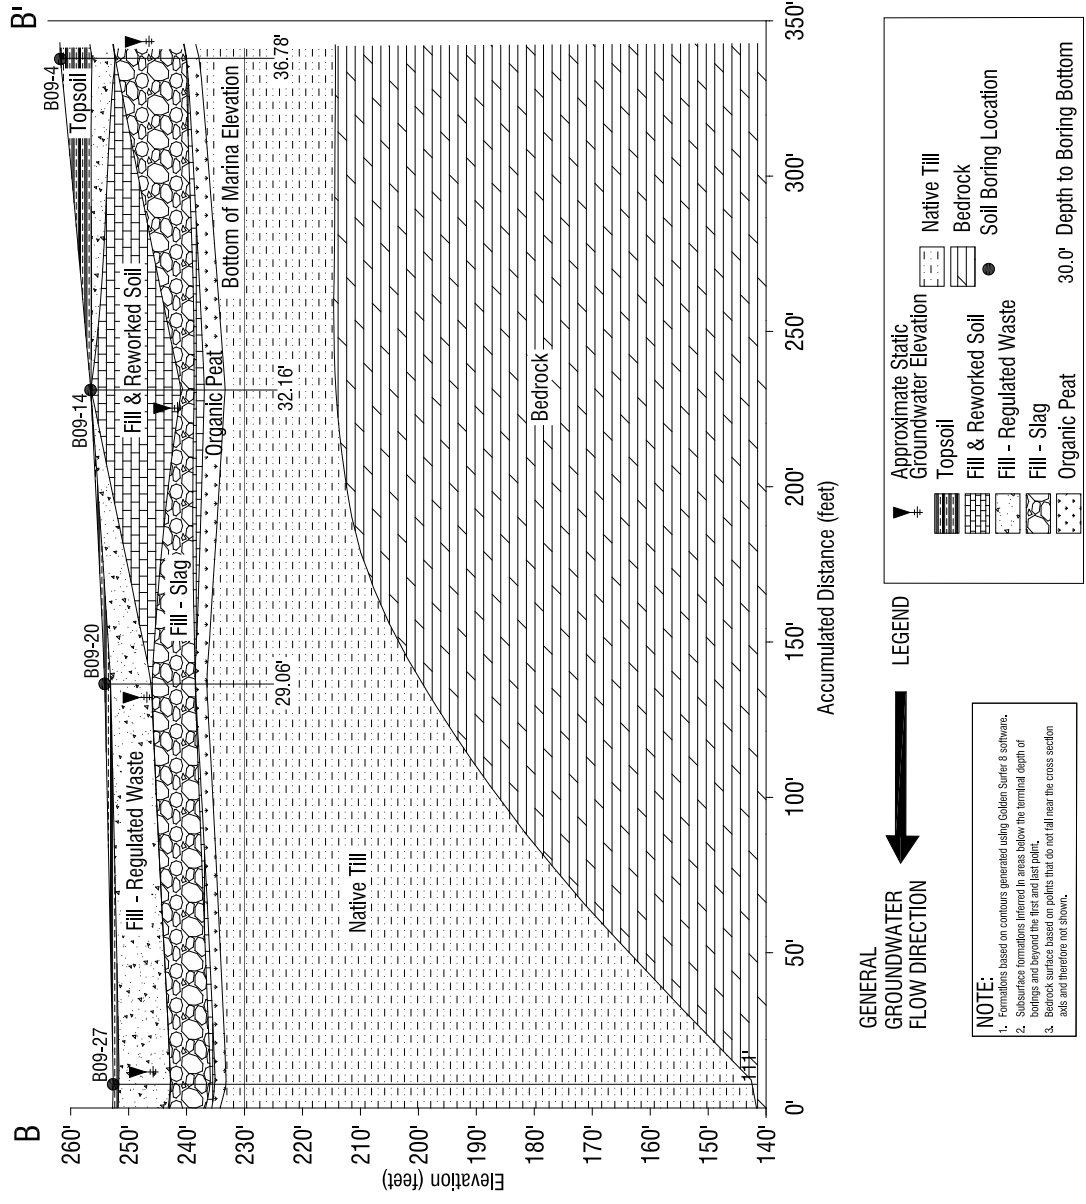 B
B'
B09-27
B09-20
B09-14
B09-4
Topsoil
Fill - Regulated Waste
Fill & Reworked Soil
Fill - Slag
Organic Peat
Bottom of Marina Elevation
29.06'
32.16'
36.78'
Native Till
Bedrock
111'
260'
250'
240'
230'
220'
210'
200'
190'
180'
170'
160'
150'
140'
Elevation (feet)
0'
50'
100'
150'
200'
250'
300'
350'
Accumulated Distance (feet)
GENERAL
GROUNDWATER
FLOW DIRECTION
LEGEND
Approximate Static
Groundwater Elevation
Topsoil
Fill & Reworked Soil
Fill - Regulated Waste
Fill - Slag
Organic Peat
Native Till
Bedrock
Soil Boring Location
30.0' Depth to Boring Bottom
NOTE:
1. Formations based on contours generated using Golden Surfer 8 software.
2. Subsurface formations inferred in areas below the terminal depth of
borings and beyond the first and last point.
3. Bedrock surface based on points that do not fall near the cross section
axis and therefore not shown.